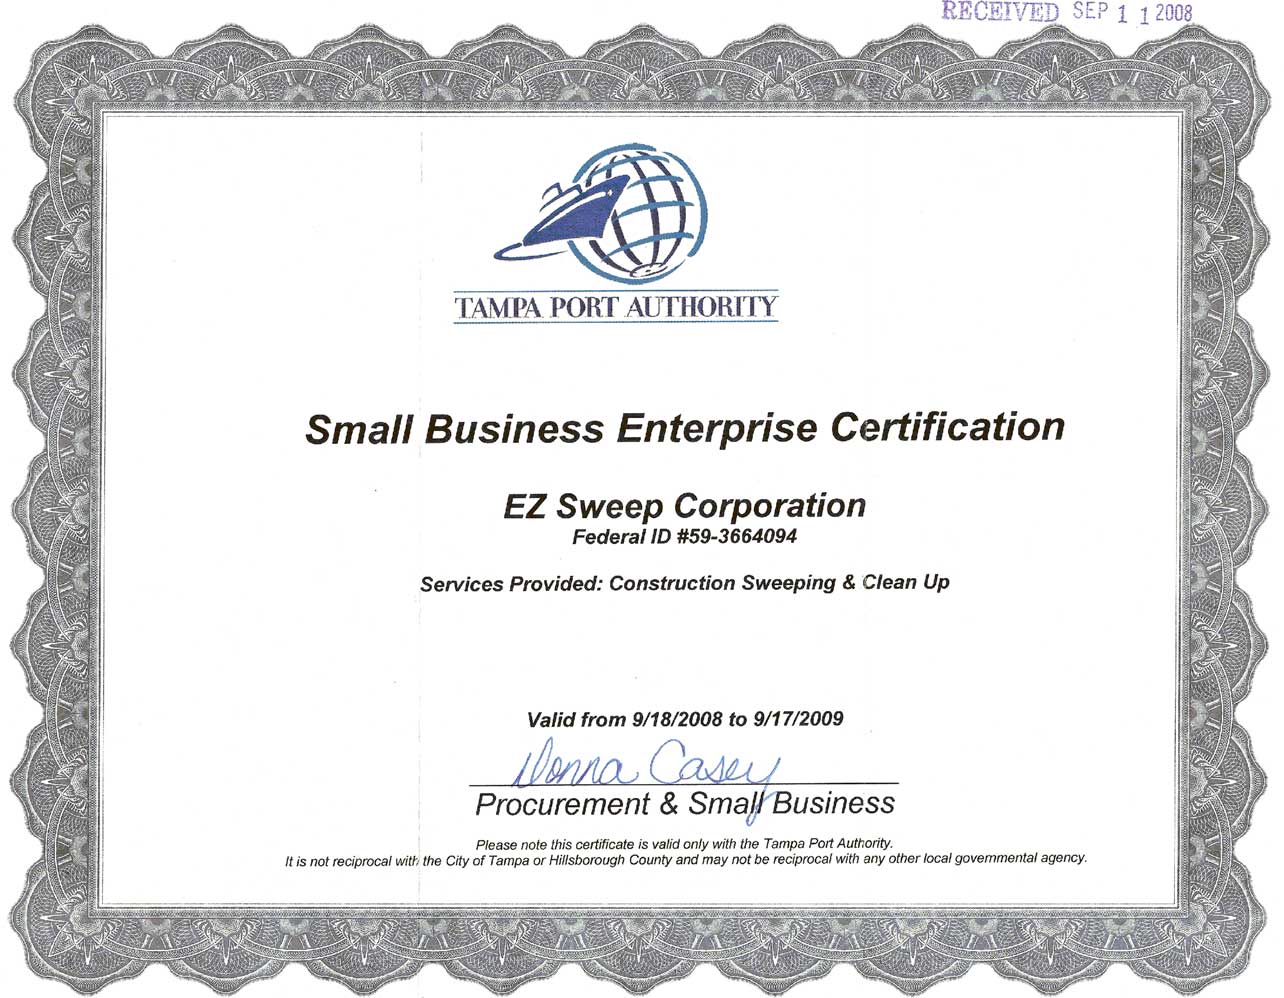 RECEIVED SEP 1 1 2008
TAMPA PORT AUTHORITY
Small Business Enterprise Certification
EZ Sweep Corporation
Federal ID #59-3664094
Services Provided: Construction Sweeping & Clean Up
Valid from 9/18/2008 to 9/17/2009
Donna Casey
Procurement & Small Business
Please note this certificate is valid only with the Tampa Port Authority.
It is not reciprocal with the City of Tampa or Hillsborough County and may not be reciprocal with any other local governmental agency.